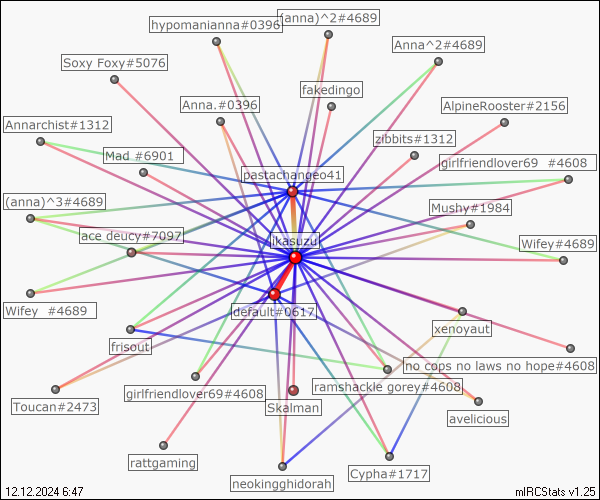 (anna)^2#4689
hypomanianna#0396
Anna^2#4689
Soxy Foxy#5076
fakedingo
Anna.#0396
AlpineRooster#2156
Annarchist#1312
zibbits#1312
Mad #6901
girlfriendlover69 #4608
pastachangeo41
(anna)^3#4689
Mushy#1984
ace deucy#7097
ikasuzu
Wifey#4689
Wifey #4689
default#0617
xenoyaut
frisout
no cops no laws no hope#4608
girlfriendlover69#4608
ramshackle gorey#4608
Toucan#2473
Skalman
avelicious
rattgaming
Cypha#1717
neokingghidorah
12.12.2024 6:47
mIRCStats v1.25